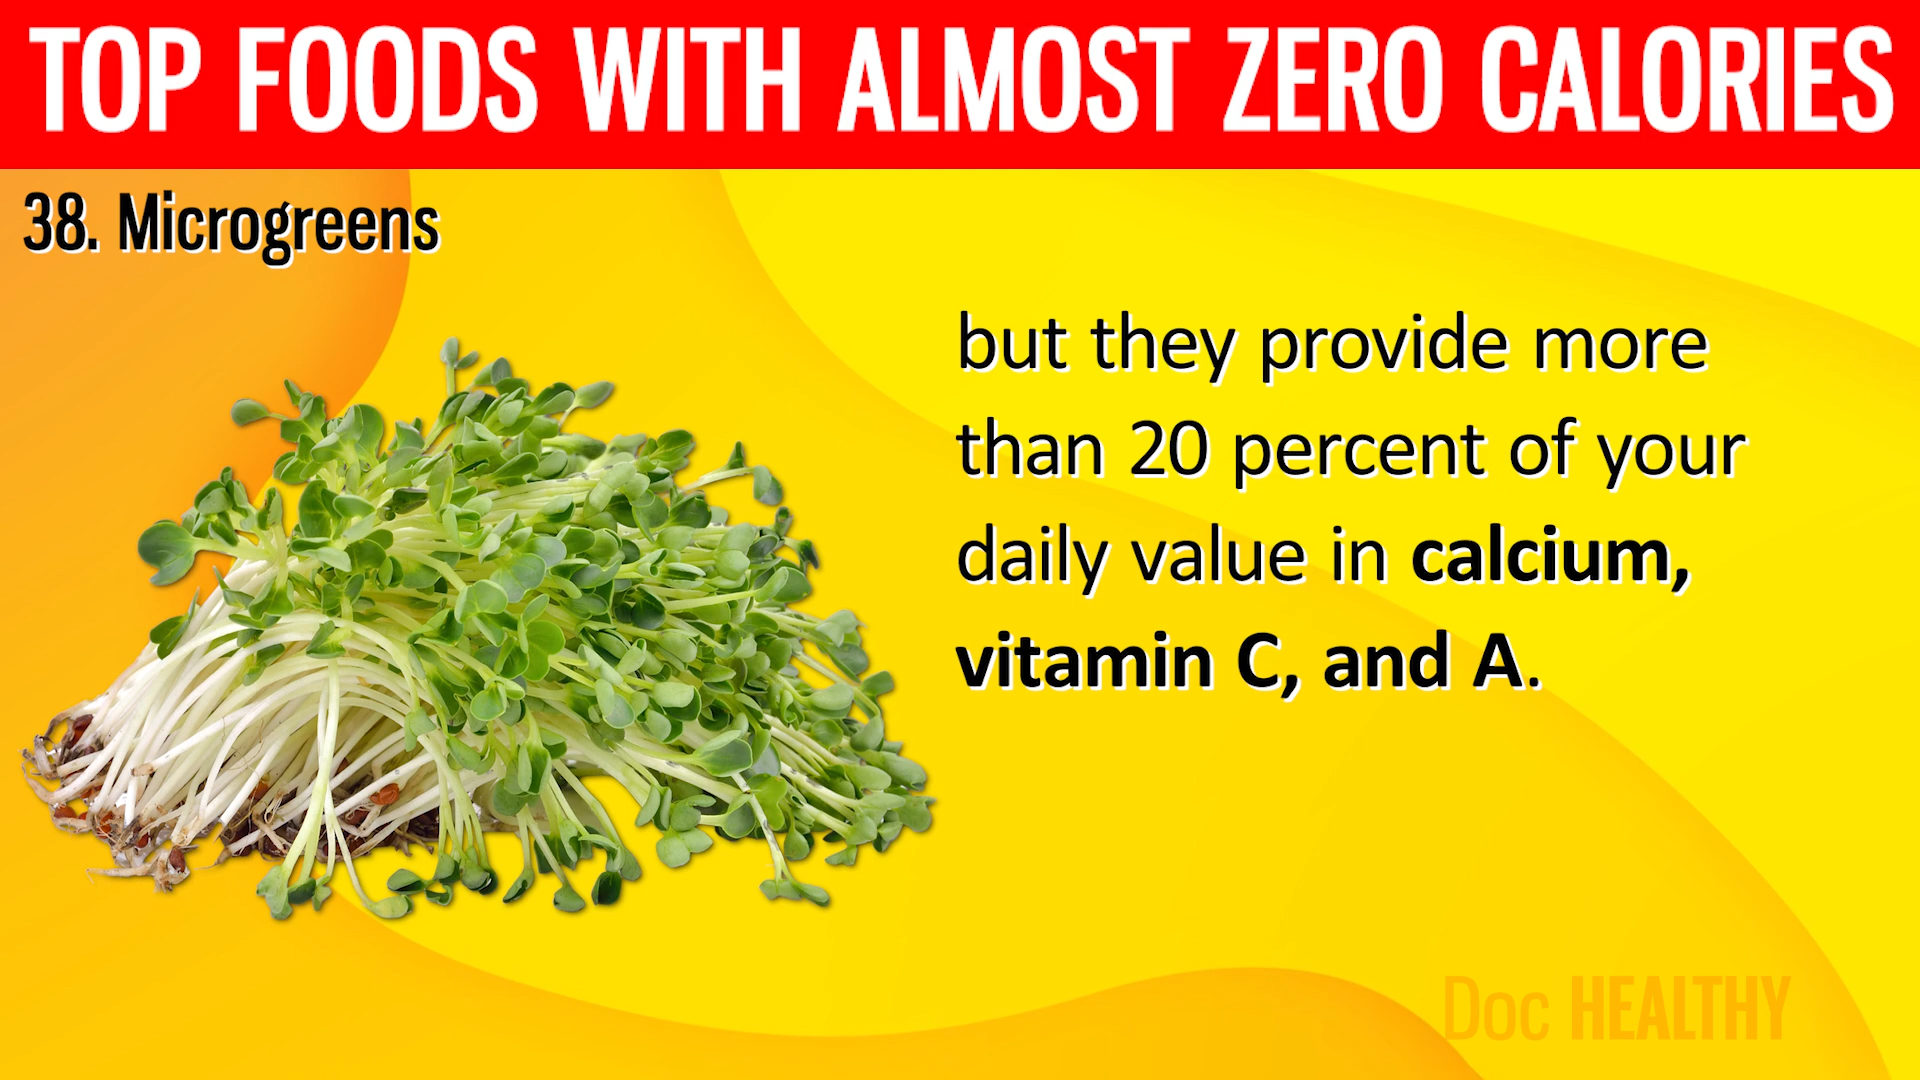 TOP FOODS WITH ALMOST ZERO CALORIES
38. Microgreens
but they provide more
than 20 percent of your
daily value in calcium,
vitamin C, and A.
Doc HEALTHY